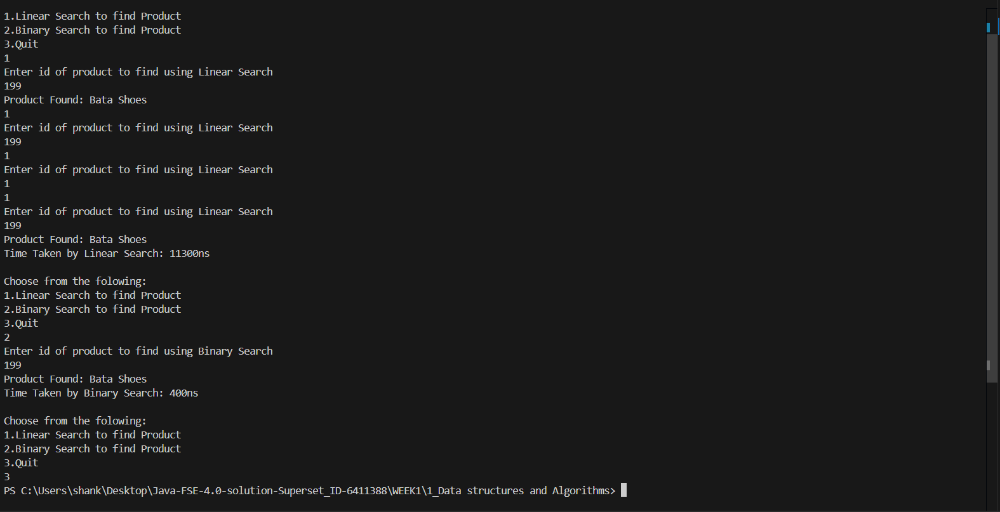 1.Linear Search to find Product
2.Binary Search to find Product
3.Quit
1
Enter id of product to find using Linear Search
199
Product Found: Bata Shoes
1
Enter id of product to find using Linear Search
199
1
Enter id of product to find using Linear Search
1
1
Enter id of product to find using Linear Search
199
Product Found: Bata Shoes
Time Taken by Linear Search: 11300ns

Choose from the folowing:
1.Linear Search to find Product
2.Binary Search to find Product
3.Quit
2
Enter id of product to find using Binary Search
199
Product Found: Bata Shoes
Time Taken by Binary Search: 400ns

Choose from the folowing:
1.Linear Search to find Product
2.Binary Search to find Product
3.Quit
3
PS C:\Users\shank\Desktop\Java-FSE-4.0-solution-Superset_ID-6411388\WEEK1\1_Data structures and Algorithms>